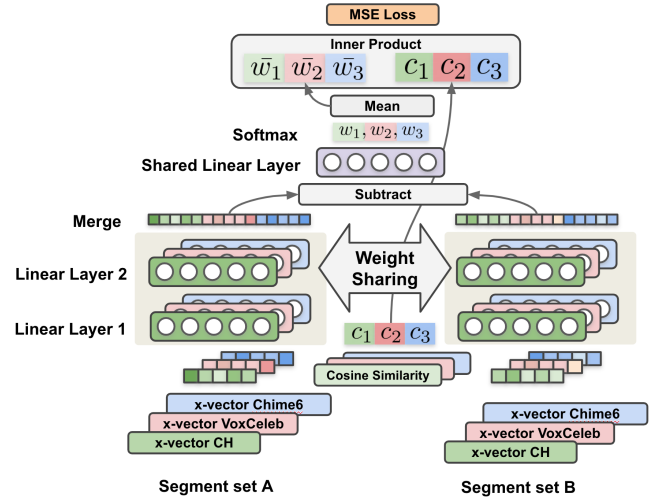 MSE Loss
Inner Product
w̄1 w̄2 w̄3 c1 c2 c3
Mean
Softmax w1, w2, w3
Shared Linear Layer
Subtract
Merge
Linear Layer 2
Weight
Sharing
Linear Layer 1
c1 c2 c3
Cosine Similarity
x-vector Chime6
x-vector VoxCeleb
x-vector CH
x-vector Chime6
x-vector VoxCeleb
x-vector CH
Segment set A
Segment set B